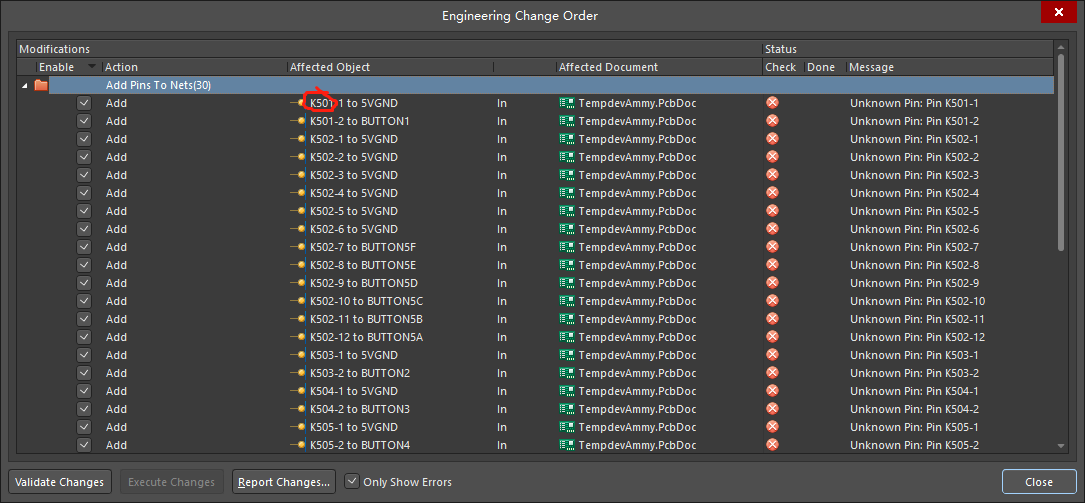 Engineering Change Order
Modifications Status
Enable Action Affected Object Affected Document Check Done Message
Add Pins To Nets(30)
Add K501-1 to 5VGND In TempdevAmmy.PcbDoc Unknown Pin: Pin K501-1
Add K501-2 to BUTTON1 In TempdevAmmy.PcbDoc Unknown Pin: Pin K501-2
Add K502-1 to 5VGND In TempdevAmmy.PcbDoc Unknown Pin: Pin K502-1
Add K502-2 to 5VGND In TempdevAmmy.PcbDoc Unknown Pin: Pin K502-2
Add K502-3 to 5VGND In TempdevAmmy.PcbDoc Unknown Pin: Pin K502-3
Add K502-4 to 5VGND In TempdevAmmy.PcbDoc Unknown Pin: Pin K502-4
Add K502-5 to 5VGND In TempdevAmmy.PcbDoc Unknown Pin: Pin K502-5
Add K502-6 to 5VGND In TempdevAmmy.PcbDoc Unknown Pin: Pin K502-6
Add K502-7 to BUTTON5F In TempdevAmmy.PcbDoc Unknown Pin: Pin K502-7
Add K502-8 to BUTTON5E In TempdevAmmy.PcbDoc Unknown Pin: Pin K502-8
Add K502-9 to BUTTON5D In TempdevAmmy.PcbDoc Unknown Pin: Pin K502-9
Add K502-10 to BUTTON5C In TempdevAmmy.PcbDoc Unknown Pin: Pin K502-10
Add K502-11 to BUTTON5B In TempdevAmmy.PcbDoc Unknown Pin: Pin K502-11
Add K502-12 to BUTTON5A In TempdevAmmy.PcbDoc Unknown Pin: Pin K502-12
Add K503-1 to 5VGND In TempdevAmmy.PcbDoc Unknown Pin: Pin K503-1
Add K503-2 to BUTTON2 In TempdevAmmy.PcbDoc Unknown Pin: Pin K503-2
Add K504-1 to 5VGND In TempdevAmmy.PcbDoc Unknown Pin: Pin K504-1
Add K504-2 to BUTTON3 In TempdevAmmy.PcbDoc Unknown Pin: Pin K504-2
Add K505-1 to 5VGND In TempdevAmmy.PcbDoc Unknown Pin: Pin K505-1
Add K505-2 to BUTTON4 In TempdevAmmy.PcbDoc Unknown Pin: Pin K505-2
Validate Changes Execute Changes Report Changes... Only Show Errors Close